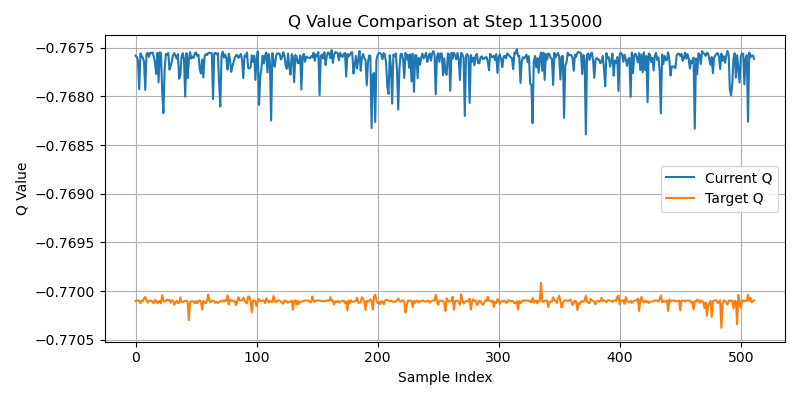 Q Value Comparison at Step 1135000
−0.7675
−0.7680
−0.7685
−0.7690
−0.7695
−0.7700
−0.7705
Q Value
Current Q
Target Q
0 100 200 300 400 500
Sample Index